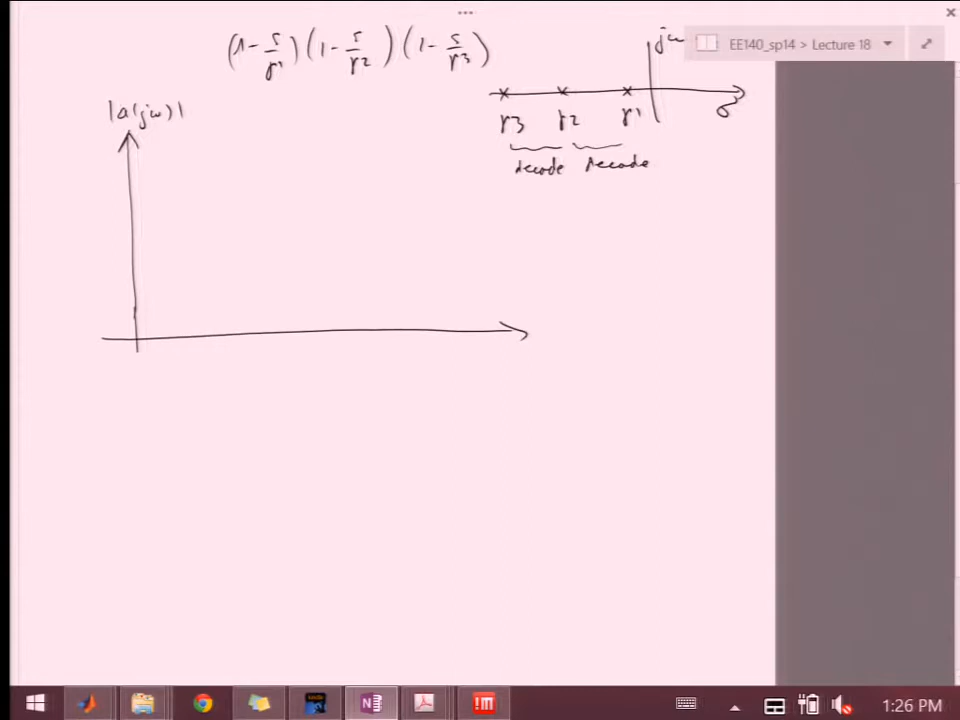 (1 - s/p1)(1 - s/p2)(1 - s/p3)
jω
EE140_sp14 > Lecture 18
|a(jω)|
σ
p3 p2 p1
decade decade
N
1:26 PM